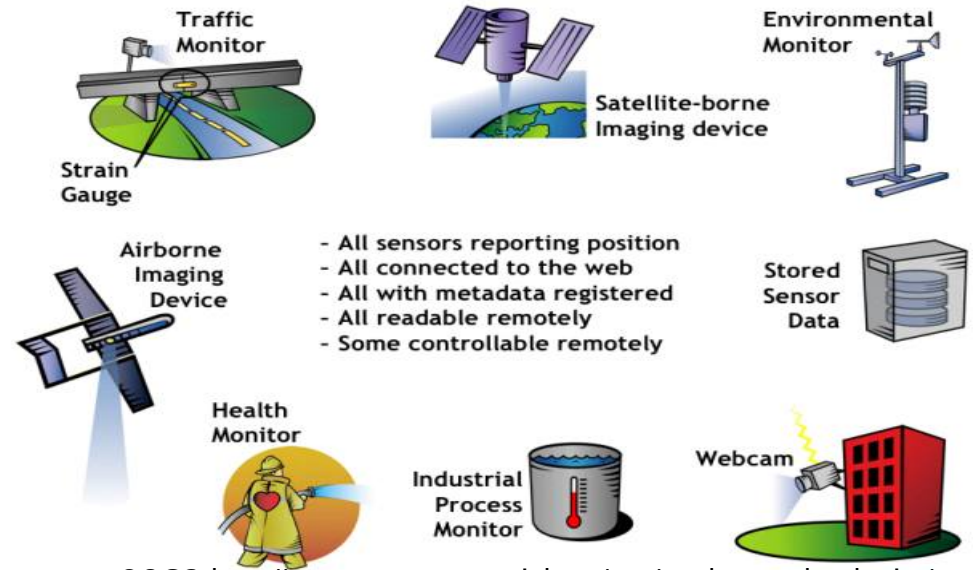 Traffic
Monitor
Strain
Gauge
Satellite-borne
Imaging device
Environmental
Monitor
Airborne
Imaging
Device
- All sensors reporting position
- All connected to the web
- All with metadata registered
- All readable remotely
- Some controllable remotely
Stored
Sensor
Data
Health
Monitor
Industrial
Process
Monitor
Webcam